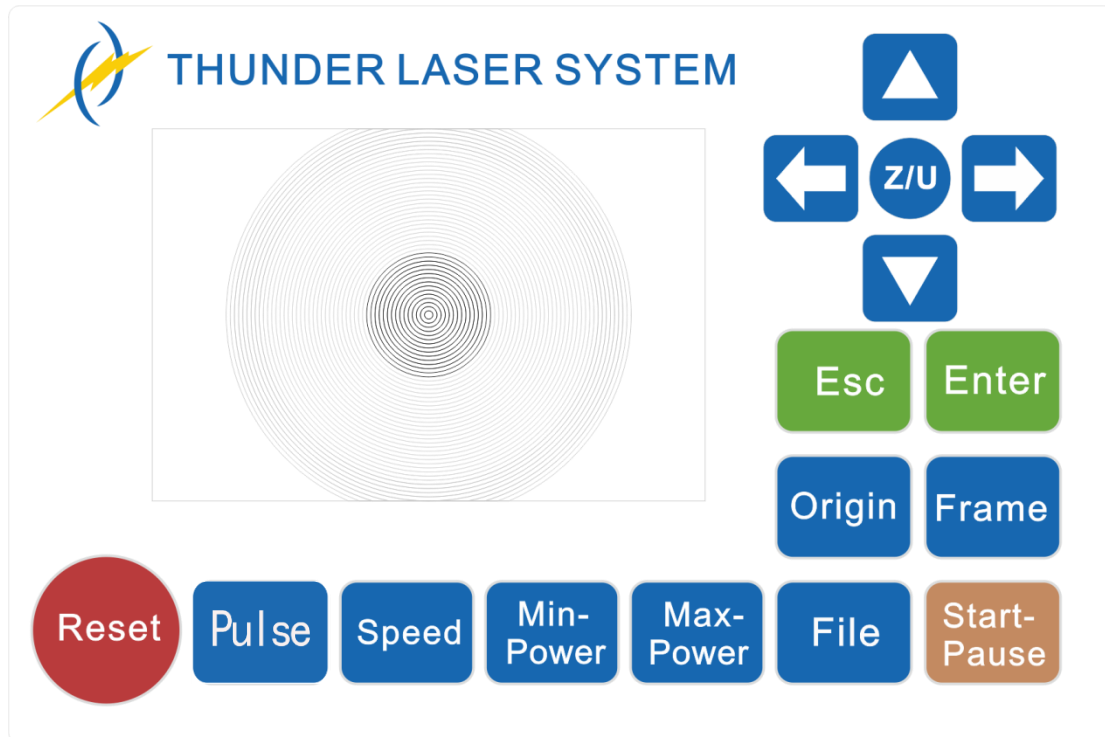 THUNDER LASER SYSTEM
Z/U
Esc
Enter
Origin
Frame
Reset
Pulse
Speed
Min-
Power
Max-
Power
File
Start-
Pause